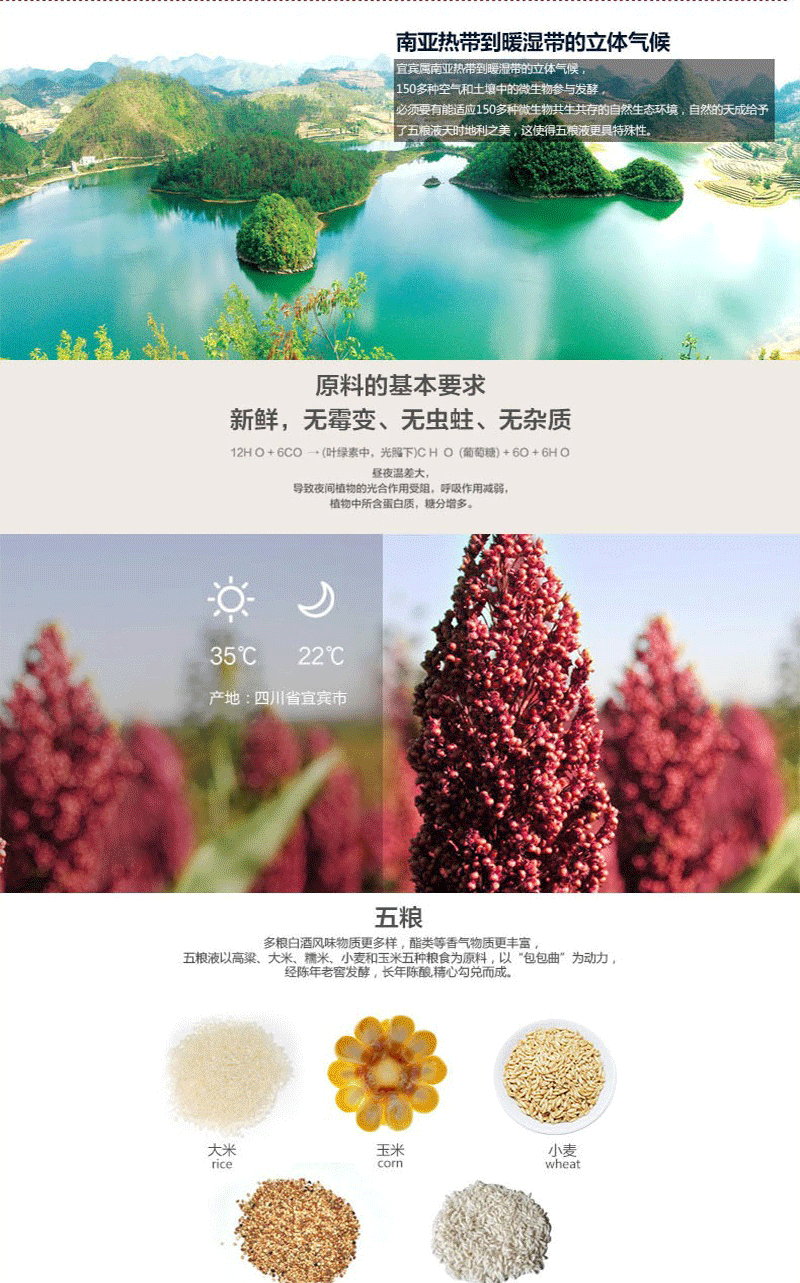 南亚热带到暖湿带的立体气候
宜宾属南亚热带到暖湿带的立体气候，
150多种空气和土壤中的微生物参与发酵，
必须要有能适应150多种微生物共生共存的自然生态环境，自然的天成给予
了五粮液天时地利之美，这使得五粮液更具特殊性。
原料的基本要求
新鲜，无霉变、无虫蛀、无杂质
12H O + 6CO → (叶绿素中，光照下)C H O (葡萄糖) + 6O + 6H O
昼夜温差大，
导致夜间植物的光合作用受阻，呼吸作用减弱，
植物中所含蛋白质，糖分增多。
35℃ 22℃
产地：四川省宜宾市
五粮
多粮白酒风味物质更多样，酯类等香气物质更丰富，
五粮液以高粱、大米、糯米、小麦和玉米五种粮食为原料，以“包包曲”为动力，
经陈年老窖发酵，长年陈酿,精心勾兑而成。
大米 玉米 小麦
rice corn wheat